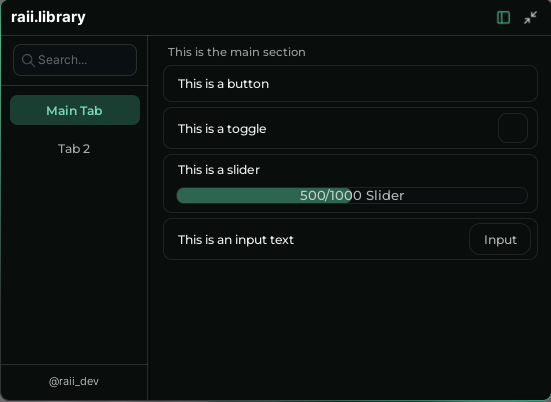 raii.library
Search...
Main Tab
Tab 2
@raii_dev
This is the main section
This is a button
This is a toggle
This is a slider
500/1000 Slider
This is an input text
Input